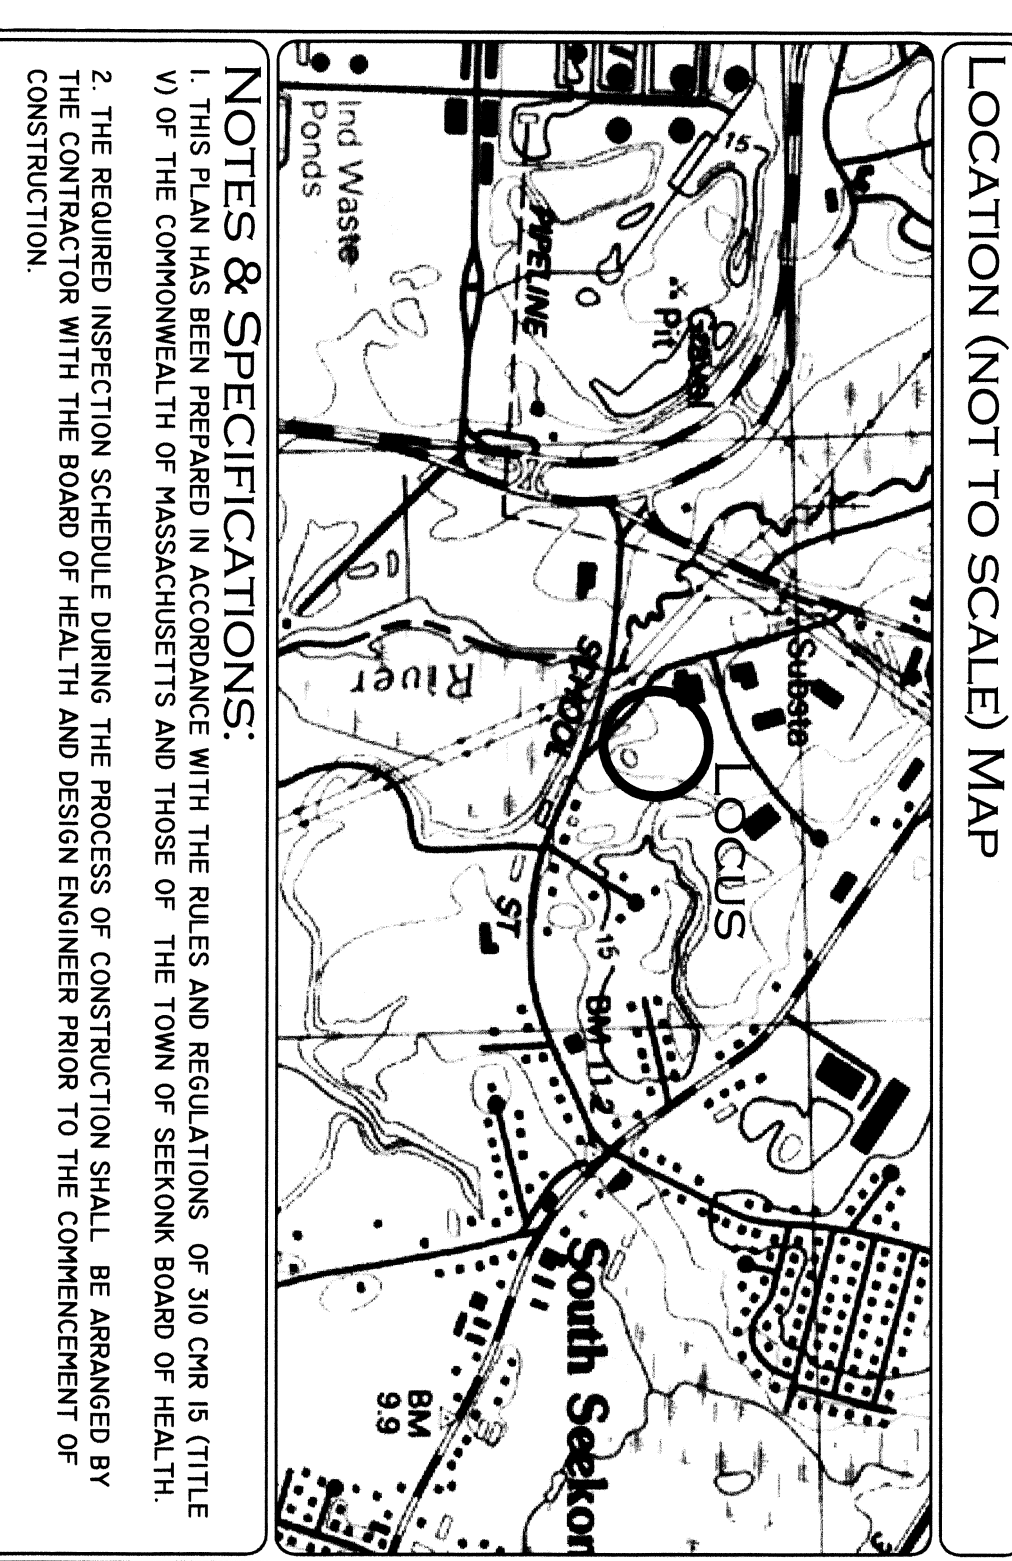 LOCATION (NOT TO SCALE) MAP
15
Gravel
Pit
PIPELINE
Ind Waste
Ponds
Substa
LOCUS
SCHOOL
ST
River
15
BM 11.2
South Seekon
BM
9.9
NOTES & SPECIFICATIONS:
1. THIS PLAN HAS BEEN PREPARED IN ACCORDANCE WITH THE RULES AND REGULATIONS OF 310 CMR 15 (TITLE
V) OF THE COMMONWEALTH OF MASSACHUSETTS AND THOSE OF THE TOWN OF SEEKONK BOARD OF HEALTH.
2. THE REQUIRED INSPECTION SCHEDULE DURING THE PROCESS OF CONSTRUCTION SHALL BE ARRANGED BY
THE CONTRACTOR WITH THE BOARD OF HEALTH AND DESIGN ENGINEER PRIOR TO THE COMMENCEMENT OF
CONSTRUCTION.